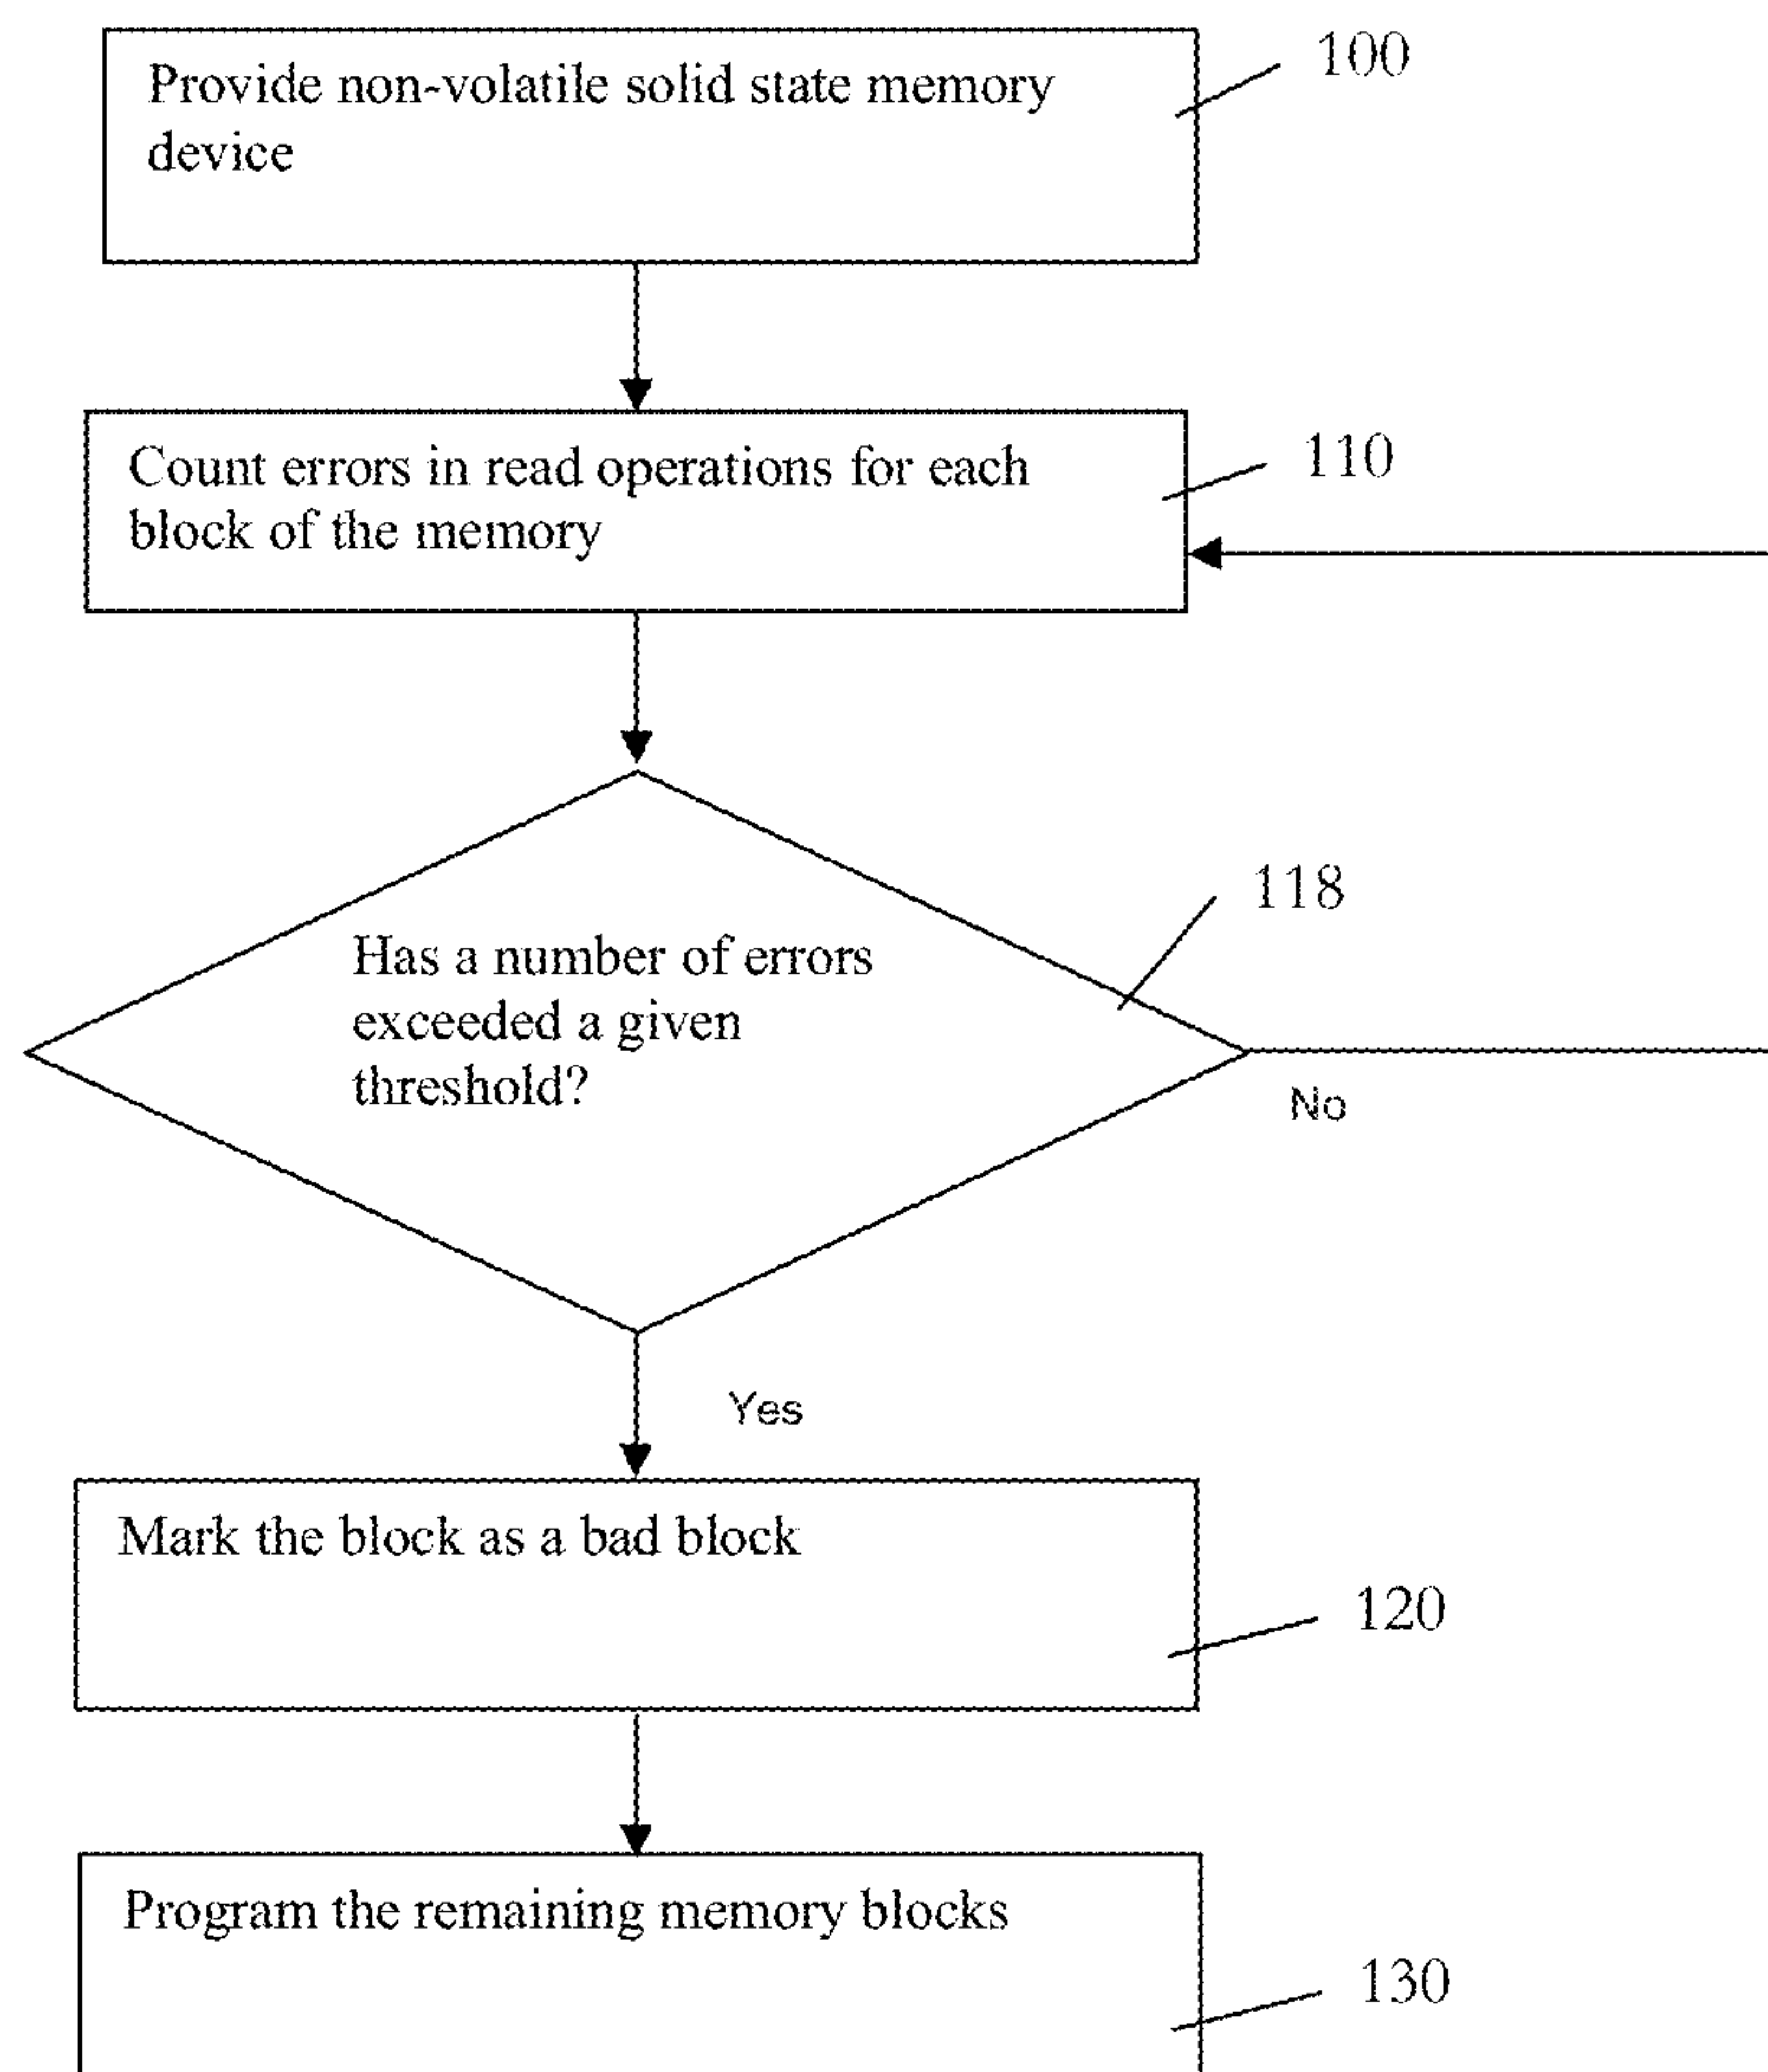 Provide non-volatile solid state memory
device
100
Count errors in read operations for each
block of the memory
110
Has a number of errors
exceeded a given
threshold?
118
No
Yes
Mark the block as a bad block
120
Program the remaining memory blocks
130